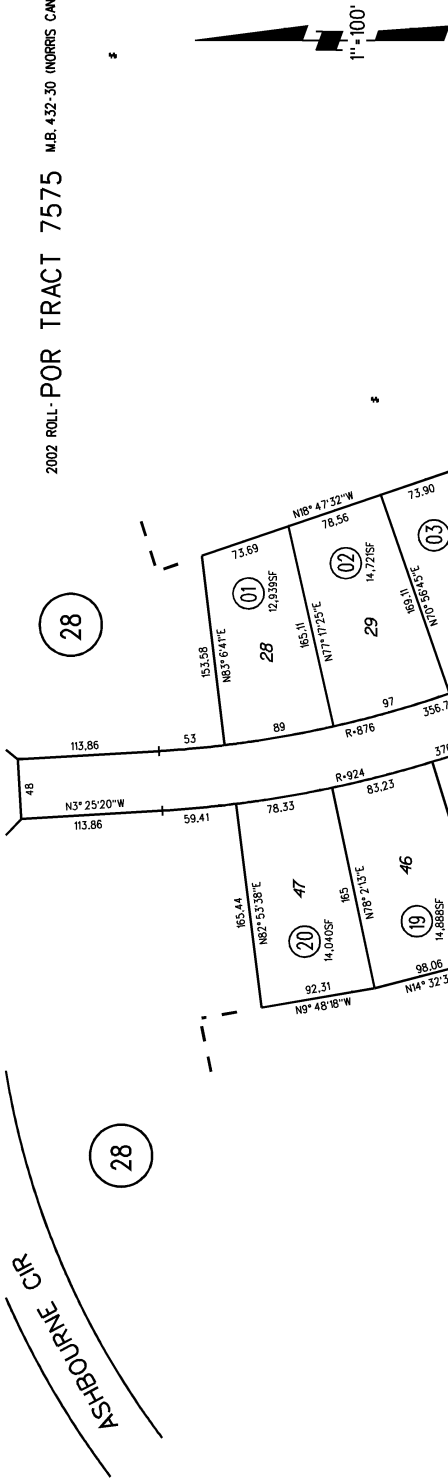 2002 ROLL- POR TRACT 7575 M.B. 432-30 (NORRIS CAN
1"=100'
28
113.86
53
48
N3° 25'20"W
113.86
59.41
153.58
N83° 6'41"E
73.69
01
12,939SF
28
89
N18° 47'32"W
78.56
165.11
N77° 17'25"E
02
14,721SF
29
97
R=876
73.90
03
169.11
N70° 56'45"E
356.7
R=924
78.33
83.23
376
165.44
N82° 53'38"E
47
20
14,040SF
92.31
N9° 48'18"W
165
N78° 2'13"E
46
19
14,888SF
98.06
N14° 32'3
28
ASHBOURNE CIR